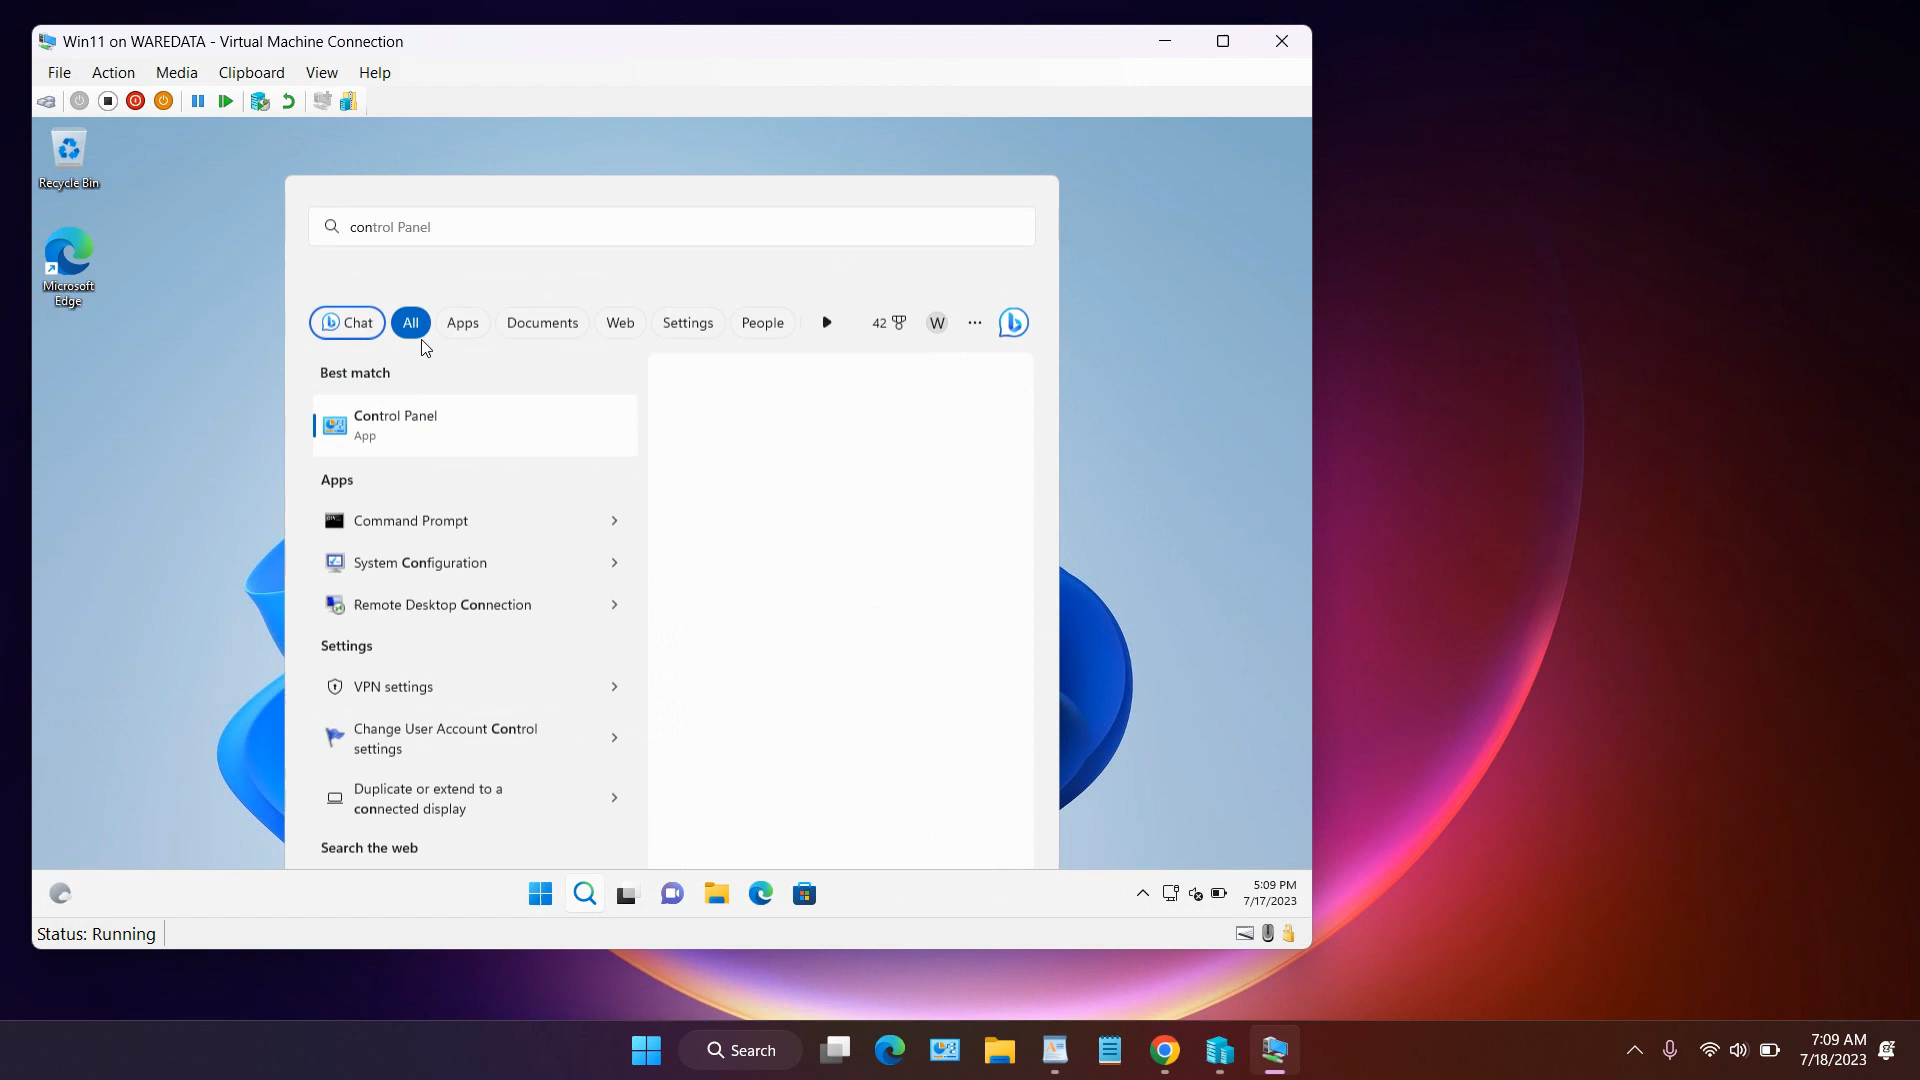 Win11 on WAREDATA - Virtual Machine Connection
File Action Media Clipboard View Help
Recycle Bin
Microsoft
Edge
control Panel
Chat All Apps Documents Web Settings People 42 W
Best match
Control Panel
App
Apps
Command Prompt
System Configuration
Remote Desktop Connection
Settings
VPN settings
Change User Account Control
settings
Duplicate or extend to a
connected display
Search the web
5:09 PM
7/17/2023
Status: Running
Search
7:09 AM
7/18/2023